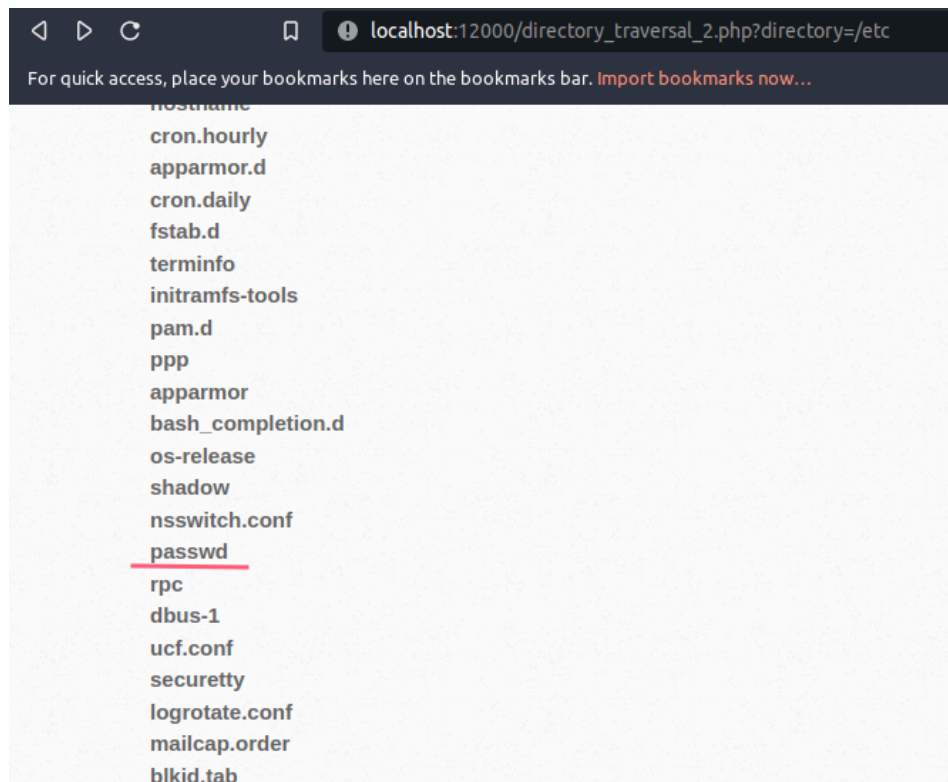 localhost:12000/directory_traversal_2.php?directory=/etc
For quick access, place your bookmarks here on the bookmarks bar. Import bookmarks now...
hostname
cron.hourly
apparmor.d
cron.daily
fstab.d
terminfo
initramfs-tools
pam.d
ppp
apparmor
bash_completion.d
os-release
shadow
nsswitch.conf
passwd
rpc
dbus-1
ucf.conf
securetty
logrotate.conf
mailcap.order
blkid.tab